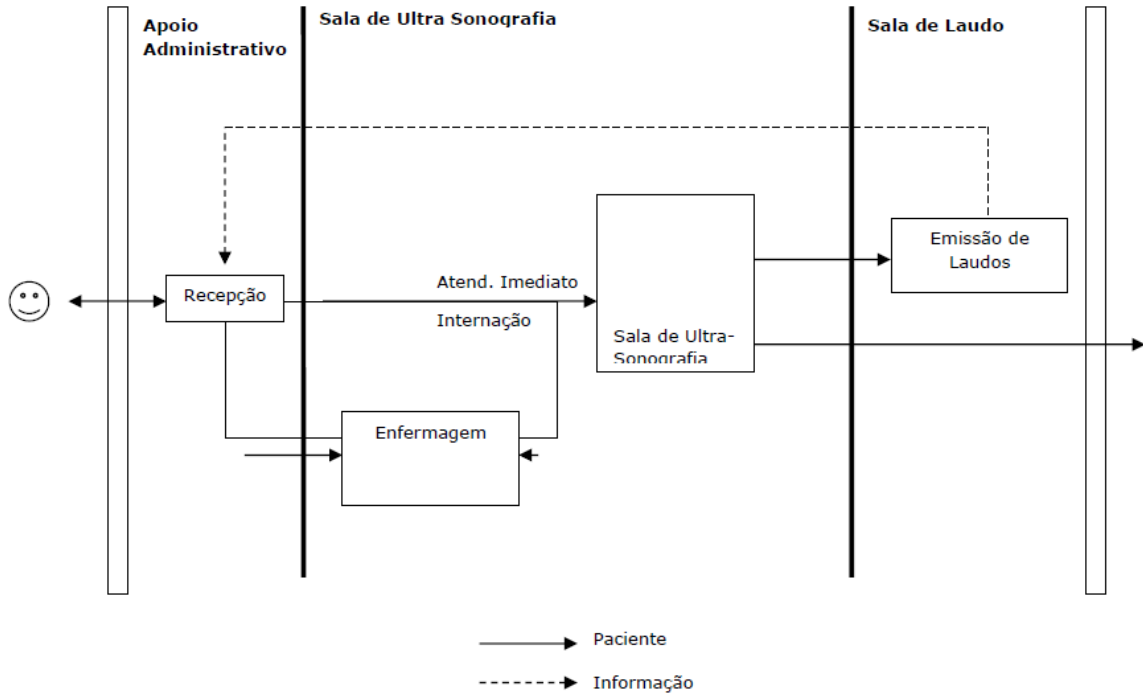 Apoio
Administrativo
Sala de Ultra Sonografia
Sala de Laudo
Recepção
Atend. Imediato
Internação
Sala de Ultra-
Sonografia
Emissão de
Laudos
Enfermagem
Paciente
Informação